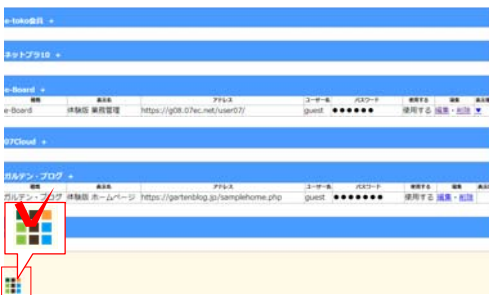 e-toko会員 +
ネットプラ10 +
e-Board +
種類 表示名 アドレス ユーザー名 パスワード 使用する 編集
e-Board 体験版 業務管理 https://g08.07ec.net/user07/ guest ●●●●●● 使用する 編集・削除 ▼
07Cloud +
ガルテン・ブログ +
種類 表示名 アドレス ユーザー名 パスワード 使用する 編集
ガルテン・ブログ 体験版 ホームページ https://gartenblog.jp/samplehome.php guest ●●●●●●● 使用する 編集・削除